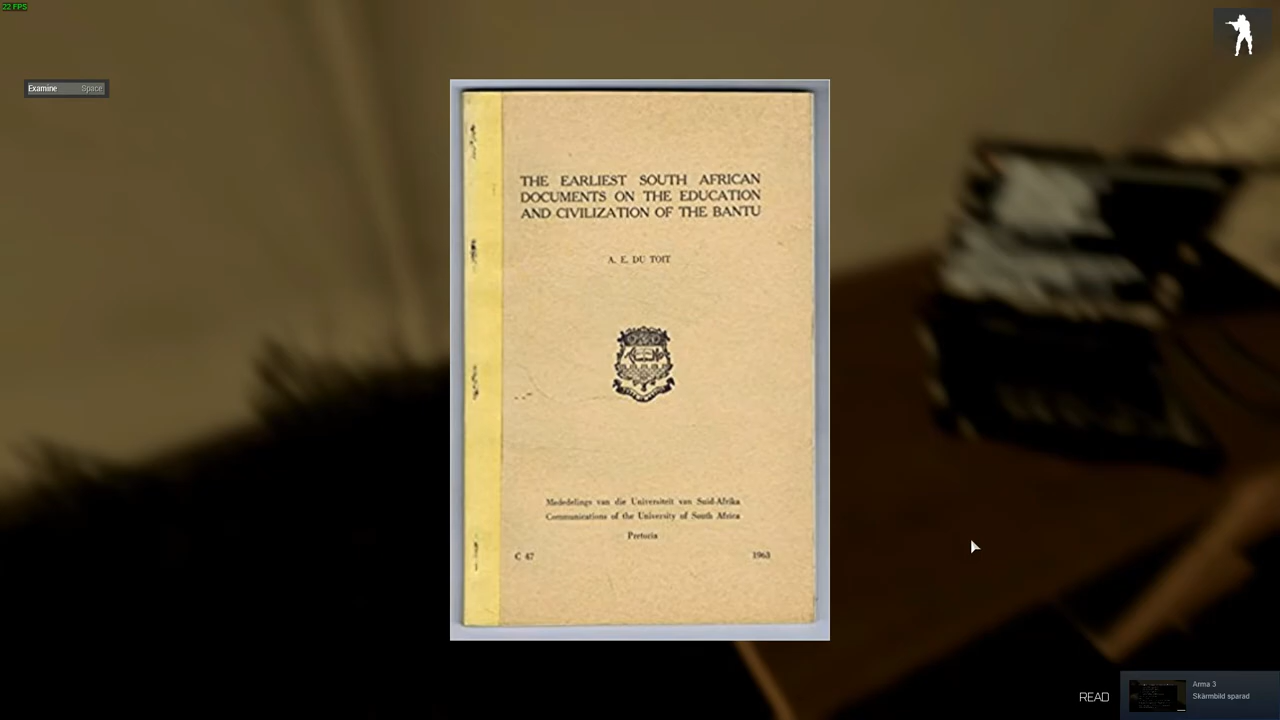 22 FPS
Examine Space
THE EARLIEST SOUTH AFRICAN
DOCUMENTS ON THE EDUCATION
AND CIVILIZATION OF THE BANTU
A. E. DU TOIT
Mededelings van die Universiteit van Suid-Afrika
Communications of the University of South Africa
Pretoria
C 47 1963
READ
Arma 3
Skärmbild sparad